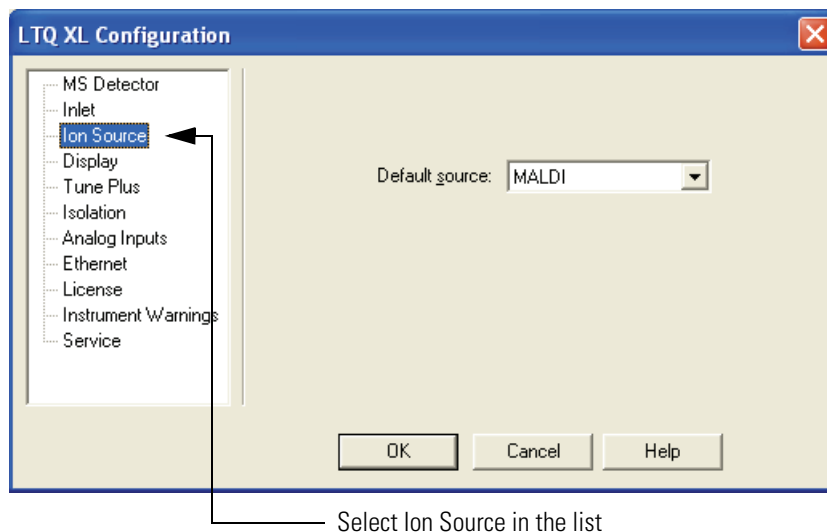 LTQ XL Configuration
MS Detector
Inlet
Ion Source
Display
Tune Plus
Isolation
Analog Inputs
Ethernet
License
Instrument Warnings
Service
Default source: MALDI
OK Cancel Help
Select Ion Source in the list